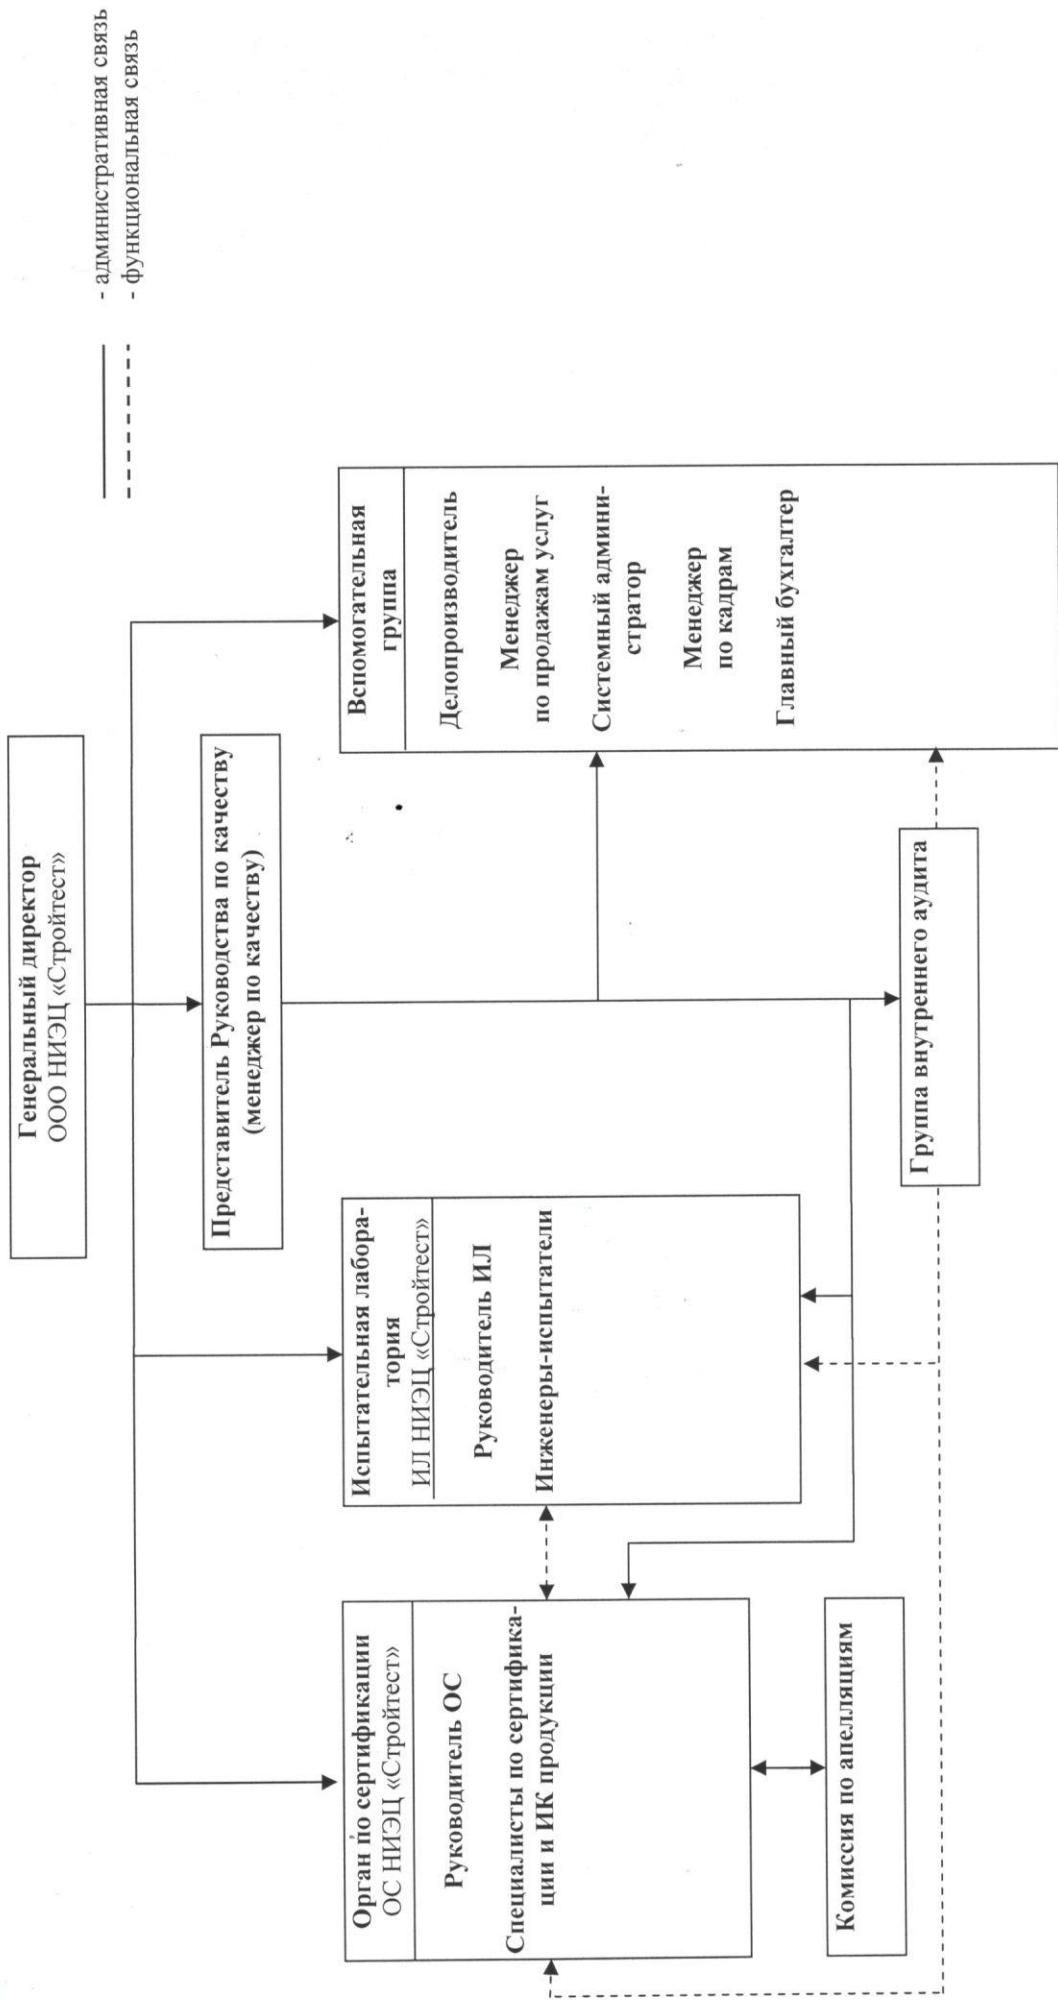 - административная связь
- функциональная связь
Генеральный директор
ООО НИЭЦ «Стройтест»
Представитель Руководства по качеству
(менеджер по качеству)
Орган по сертификации
ОС НИЭЦ «Стройтест»
Руководитель ОС
Специалисты по сертифика-
ции и ИК продукции
Испытательная лабора-
тория
ИЛ НИЭЦ «Стройтест»
Руководитель ИЛ
Инженеры-испытатели
Вспомогательная
группа
Делопроизводитель
Менеджер
по продажам услуг
Системный админи-
стратор
Менеджер
по кадрам
Главный бухгалтер
Комиссия по апелляциям
Группа внутреннего аудита